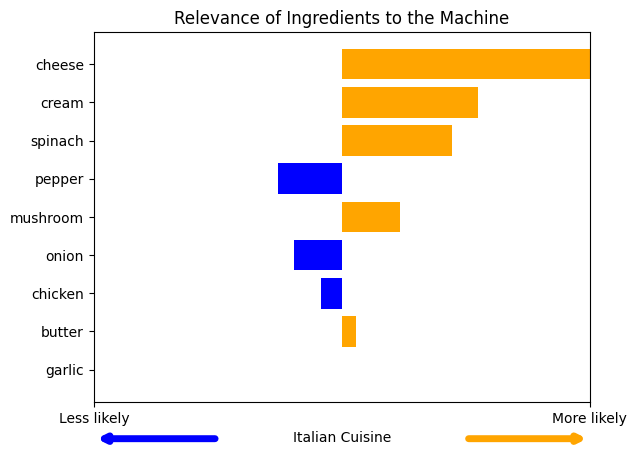 Relevance of Ingredients to the Machine
cheese
cream
spinach
pepper
mushroom
onion
chicken
butter
garlic
Less likely
More likely
Italian Cuisine